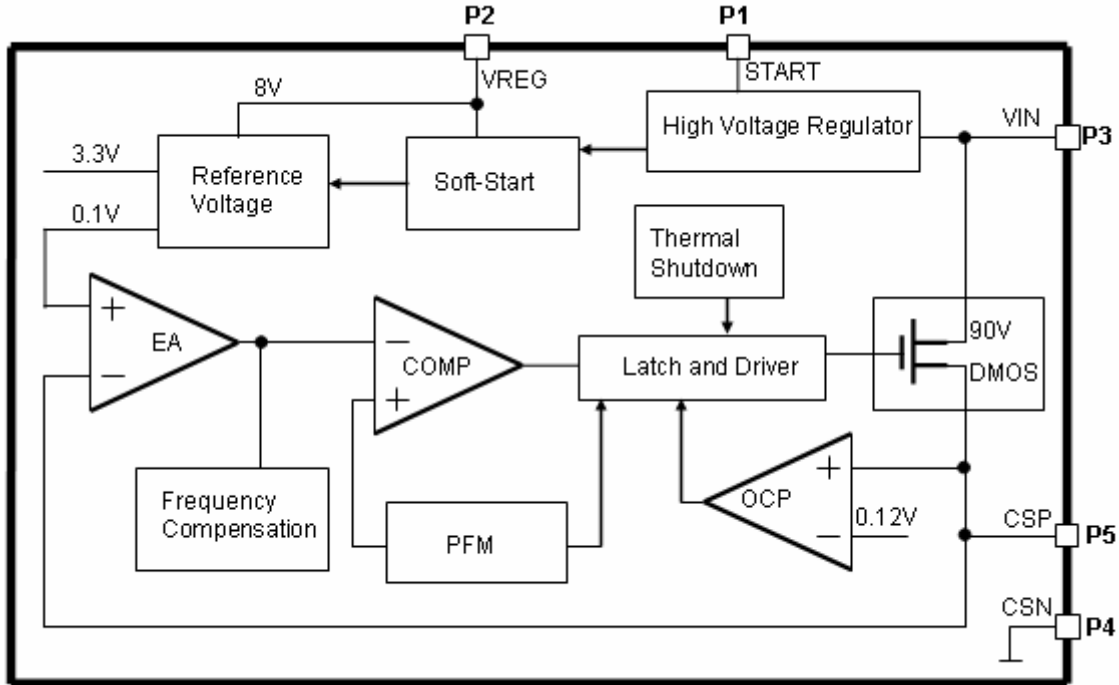 P2
P1
VREG
START
8V
High Voltage Regulator
VIN
P3
3.3V
Reference
Voltage
Soft-Start
0.1V
Thermal
Shutdown
+
EA
−
−
COMP
+
Latch and Driver
90V
DMOS
Frequency
Compensation
PFM
+
OCP
0.12V
−
CSP
P5
CSN
P4